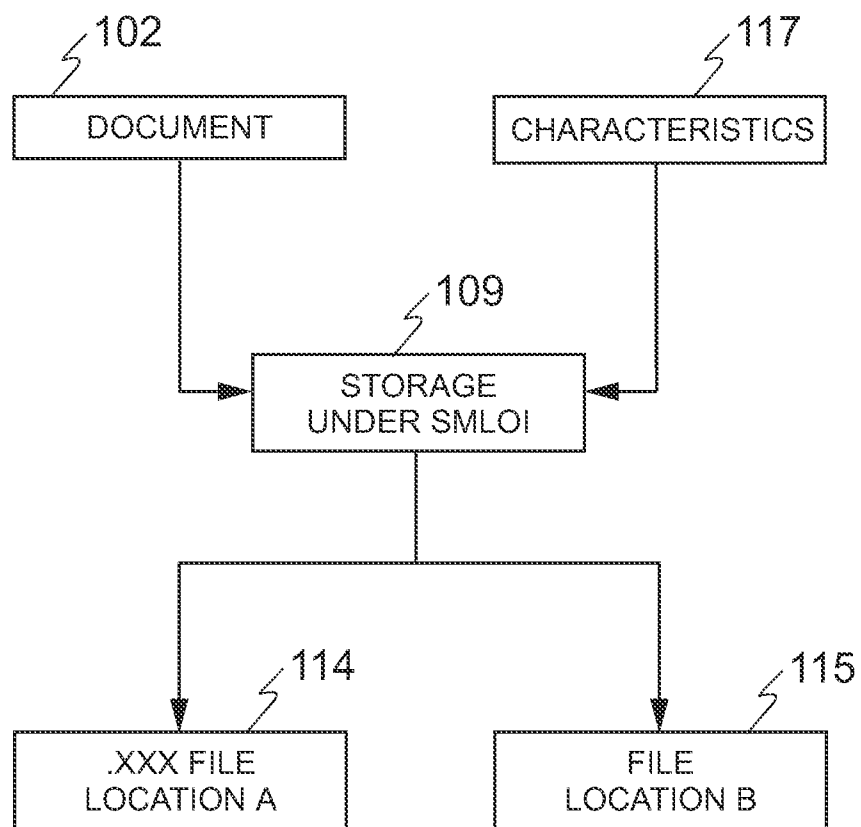 102
117
DOCUMENT
CHARACTERISTICS
109
STORAGE
UNDER SMLOI
114
115
.XXX FILE
LOCATION A
FILE
LOCATION B